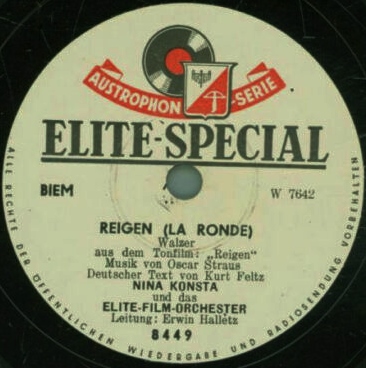 AUSTROPHON-SERIE
ELITE-SPECIAL
BIEM
W 7642
REIGEN (LA RONDE)
Walzer
aus dem Tonfilm: „Reigen"
Musik von Oscar Straus
Deutscher Text von Kurt Feltz
NINA KONSTA
und das
ELITE-FILM-ORCHESTER
Leitung: Erwin Halletz
8449
ALLE RECHTE DER ÖFFENTLICHEN WIEDERGABE UND RADIOSENDUNG VORBEHALTEN